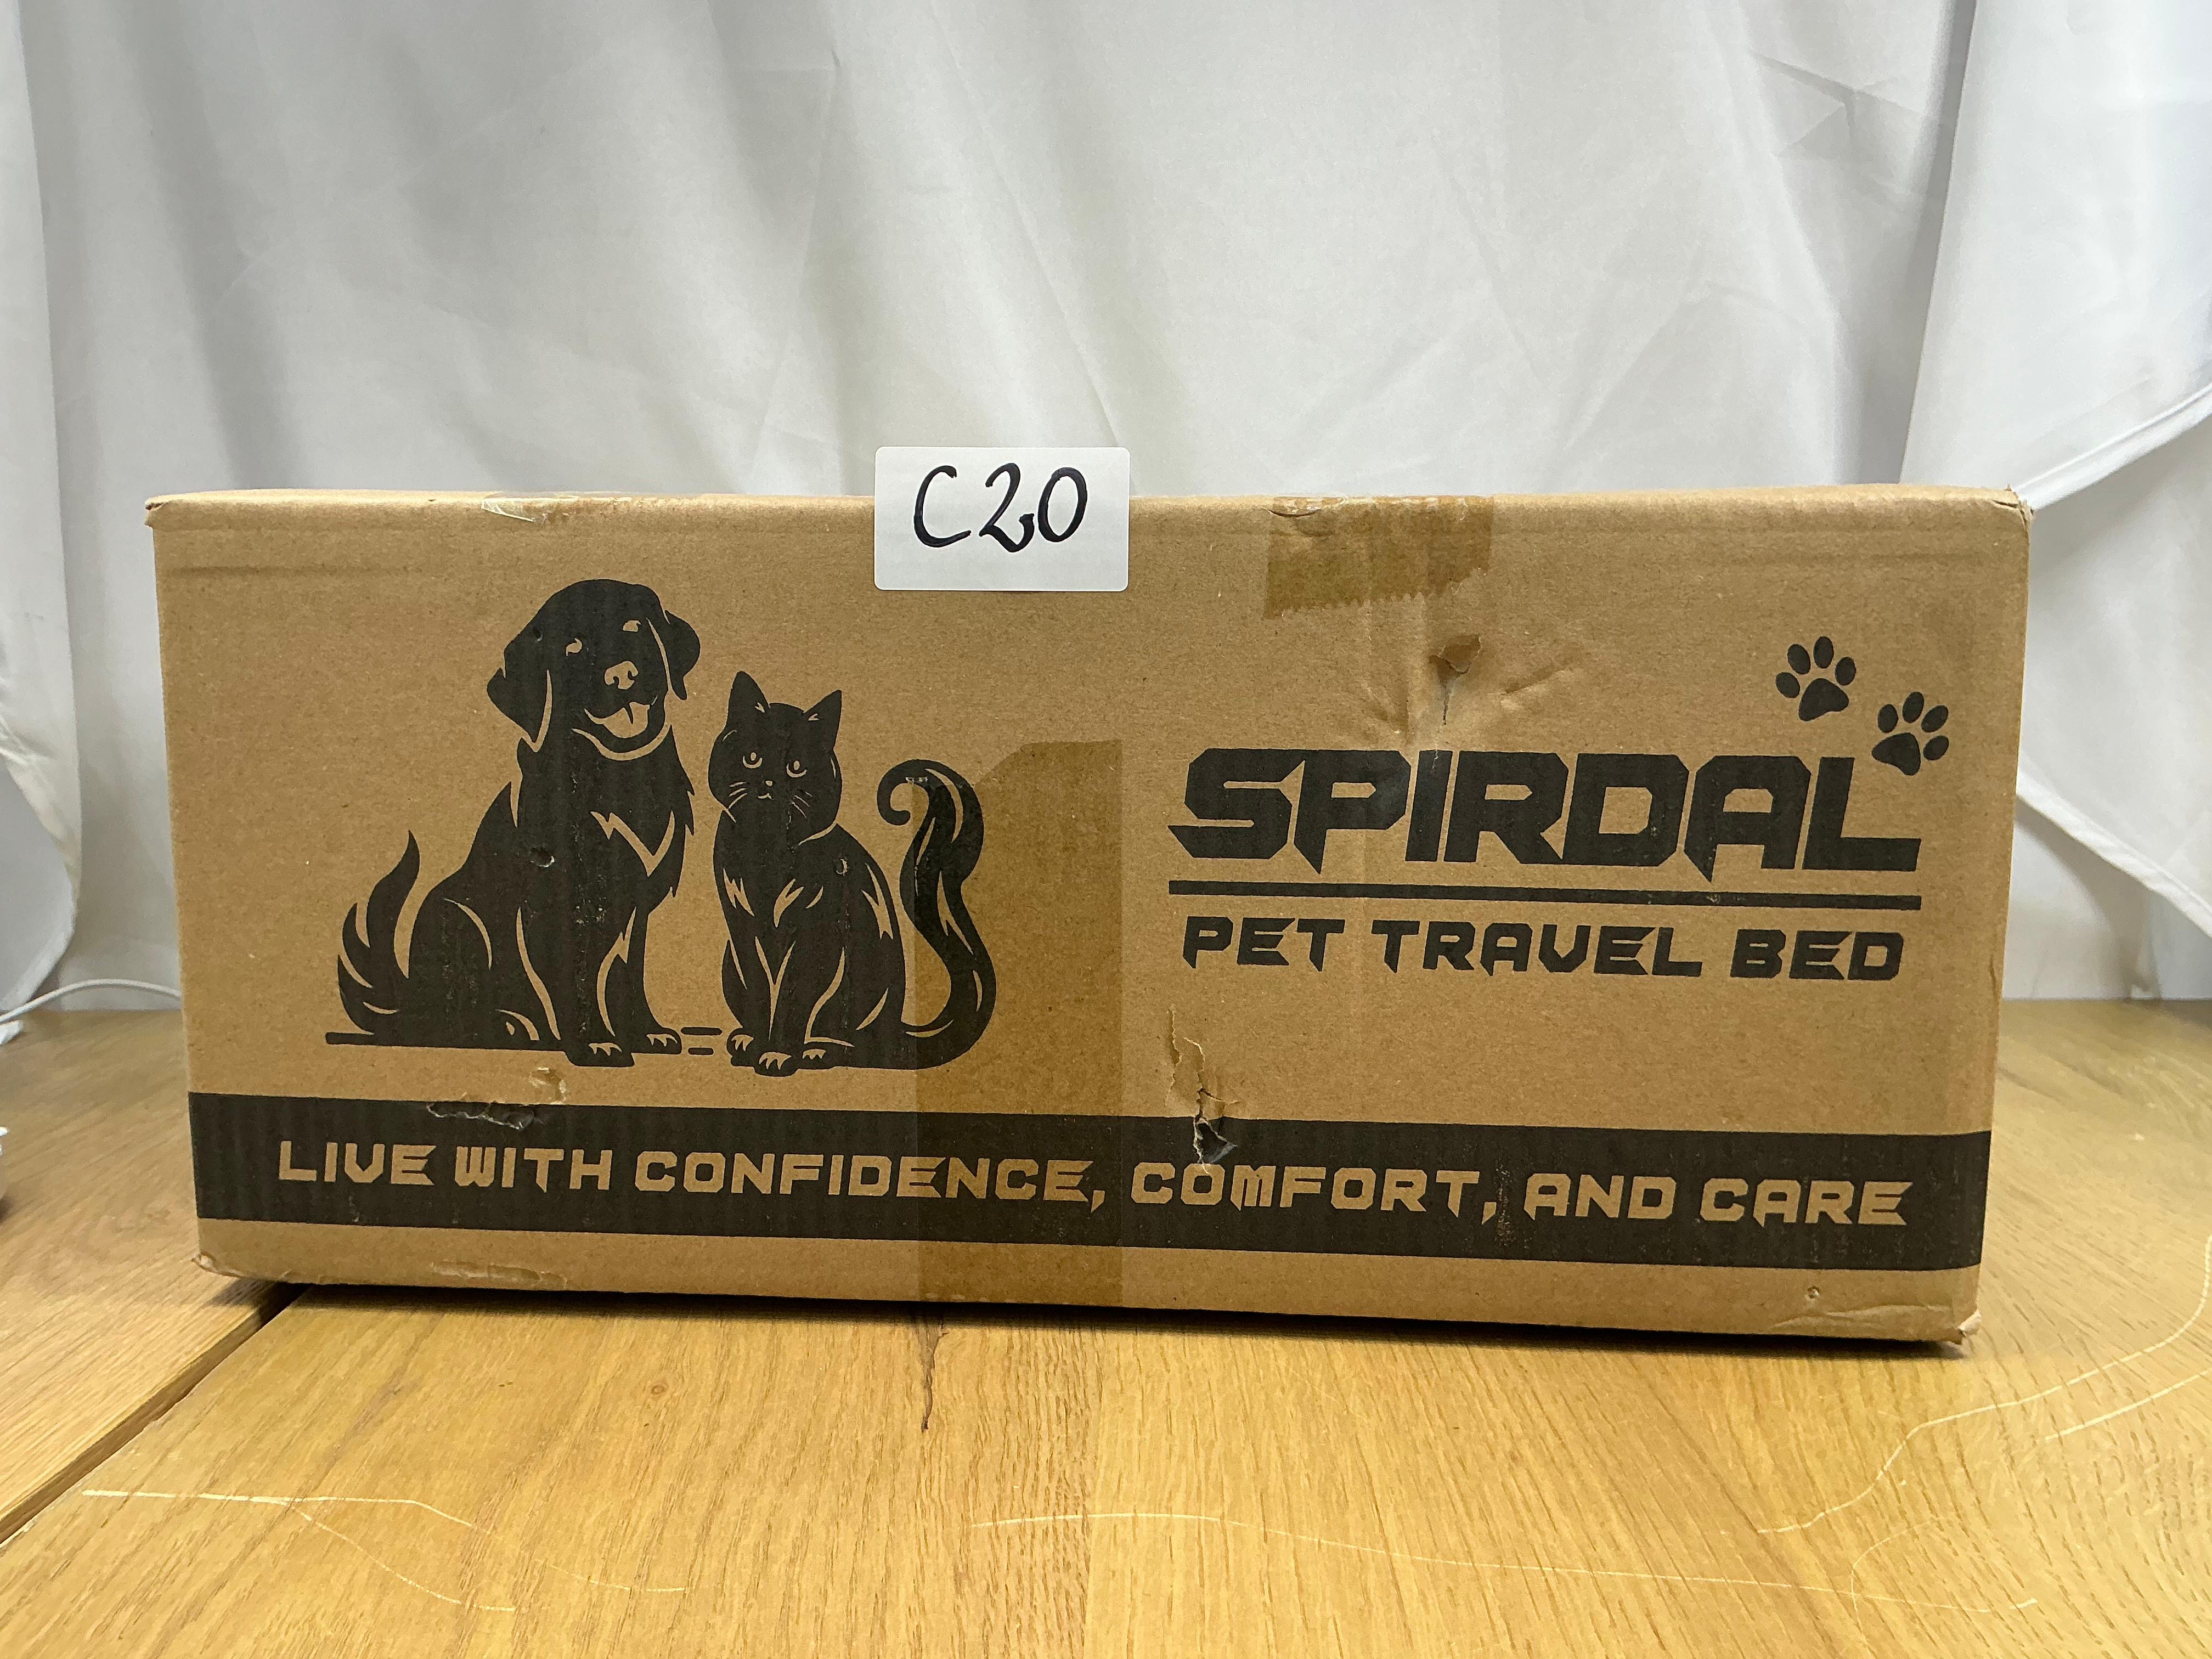 C20
SPIRDAL
PET TRAVEL BED
LIVE WITH CONFIDENCE, COMFORT, AND CARE